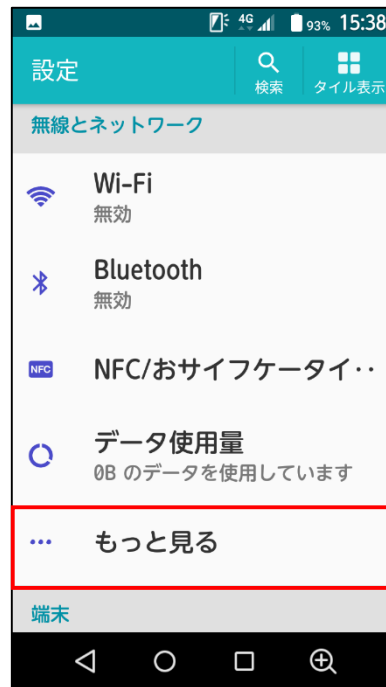 4G 93% 15:38
設定 検索 タイル表示
無線とネットワーク
Wi-Fi
無効
Bluetooth
無効
NFC NFC/おサイフケータイ‥
データ使用量
0B のデータを使用しています
もっと見る
端末